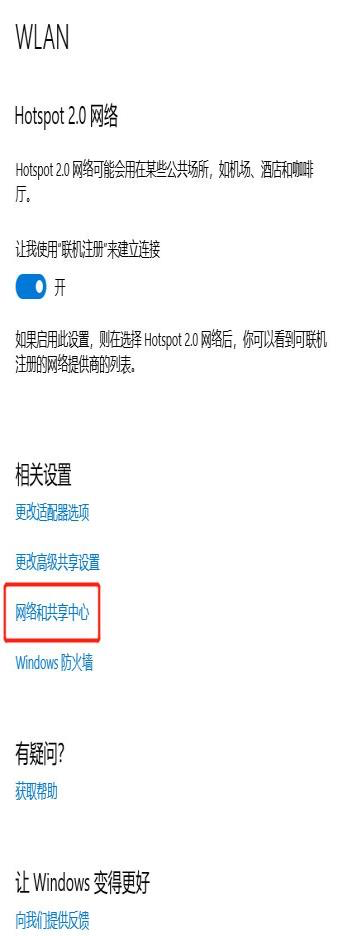 WLAN
Hotspot 2.0 网络
Hotspot 2.0 网络可能会用在某些公共场所，如机场、酒店和咖啡
厅。
让我使用“联机注册”来建立连接
开
如果启用此设置，则在选择 Hotspot 2.0 网络后，你可以看到可联机
注册的网络提供商的列表。
相关设置
更改适配器选项
更改高级共享设置
网络和共享中心
Windows 防火墙
有疑问?
获取帮助
让 Windows 变得更好
向我们提供反馈